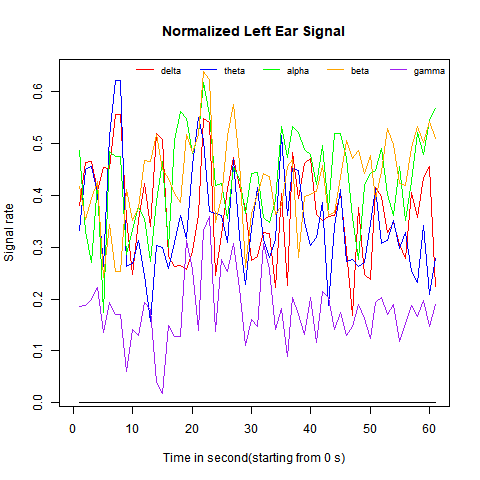 Normalized Left Ear Signal
delta theta alpha beta gamma
Signal rate
0.6
0.5
0.4
0.3
0.2
0.1
0.0
0 10 20 30 40 50 60
Time in second(starting from 0 s)